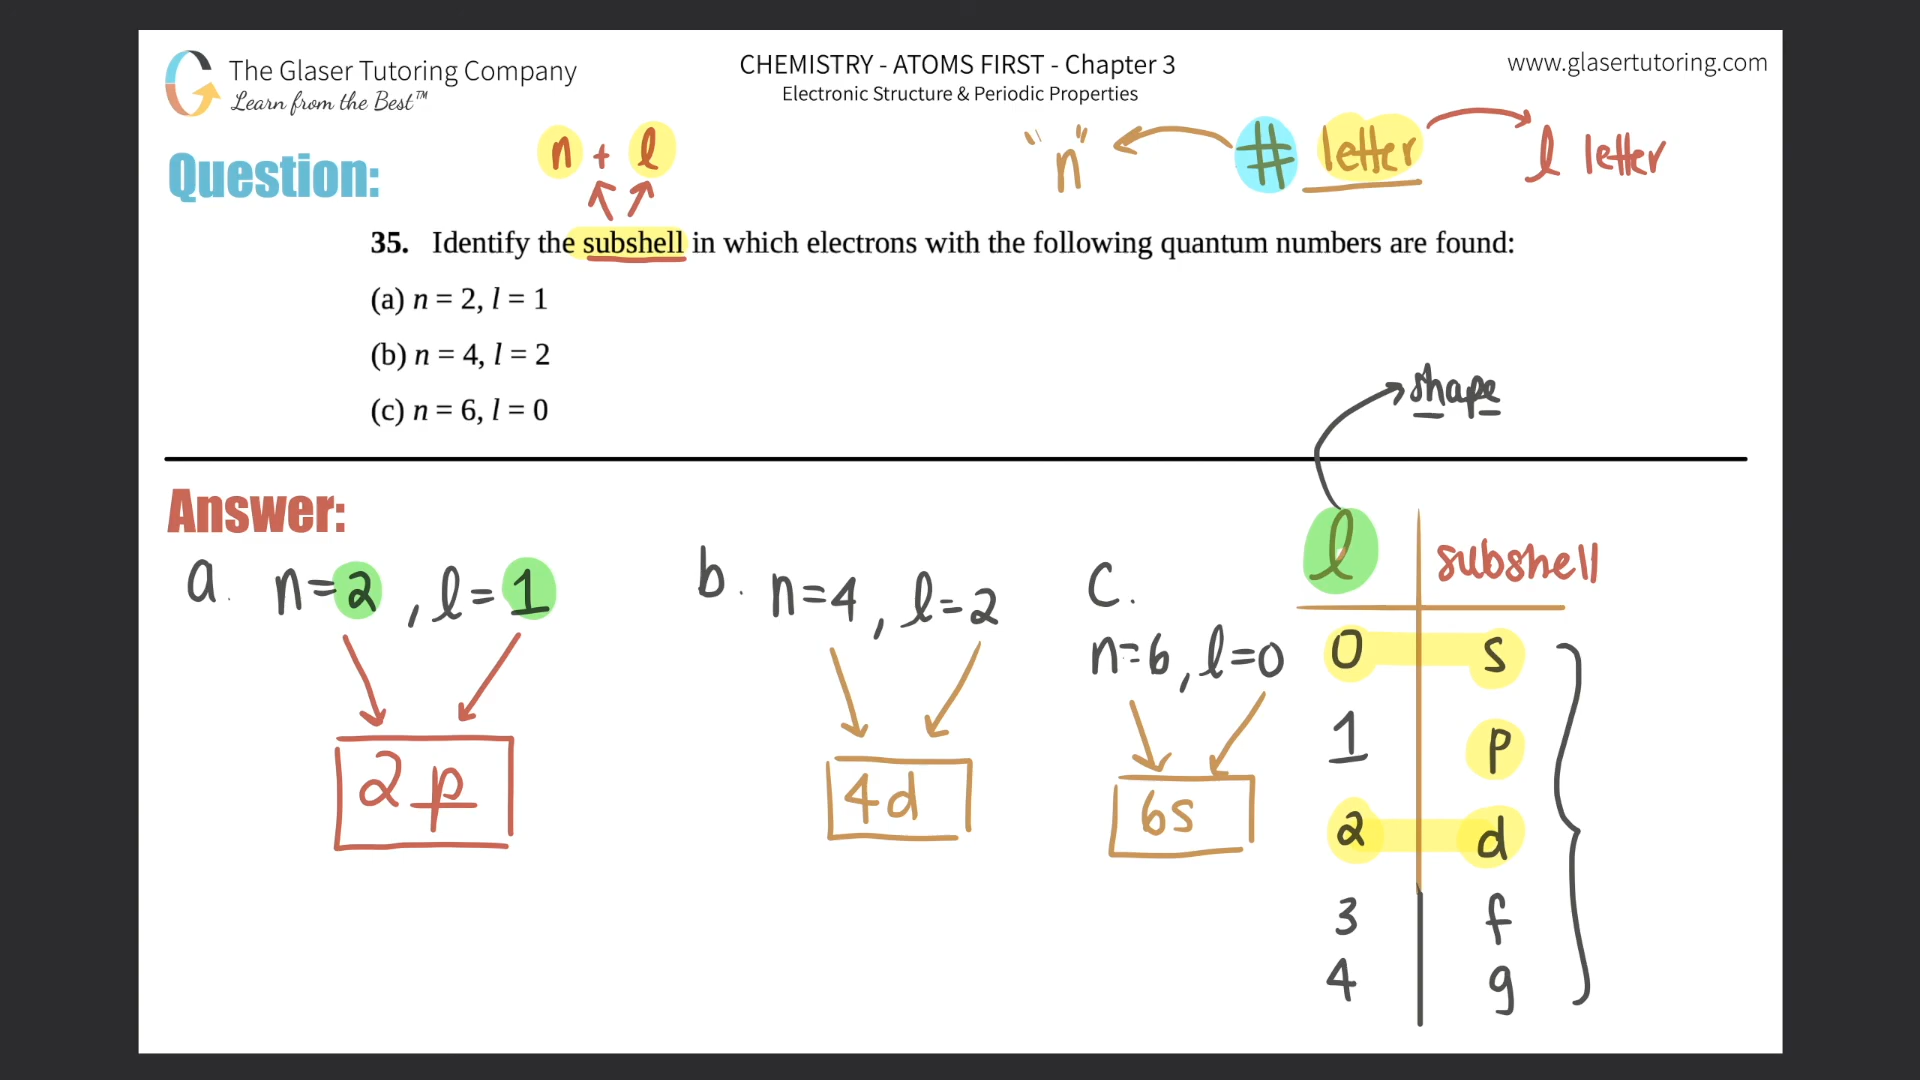 The Glaser Tutoring Company
Learn from the Best™
CHEMISTRY - ATOMS FIRST - Chapter 3
Electronic Structure & Periodic Properties
www.glasertutoring.com
n + l
"n" # letter l letter
Question:
35. Identify the subshell in which electrons with the following quantum numbers are found:
(a) n = 2, l = 1
(b) n = 4, l = 2
(c) n = 6, l = 0
shape
Answer:
a. n=2, l=1
2p
b. n=4, l=2
4d
c.
n=6, l=0
6s
l subshell
0 s
1 p
2 d
3 f
4 g